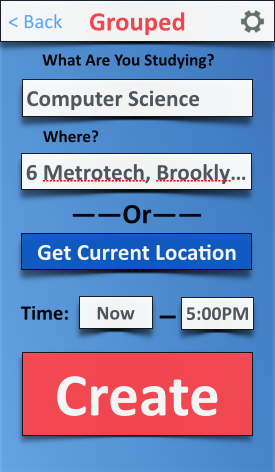 < Back Grouped
What Are You Studying?
Computer Science
Where?
6 Metrotech, Brookly...
——Or——
Get Current Location
Time: Now — 5:00PM
Create